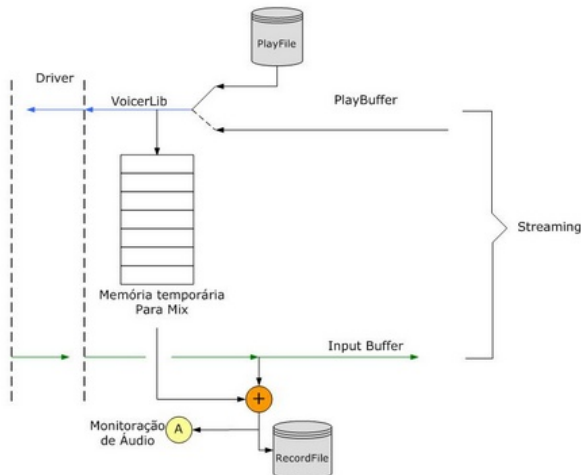 PlayFile
Driver
VoicerLib
PlayBuffer
Streaming
Memória temporária
Para Mix
Input Buffer
+
Monitoração
de Áudio
A
RecordFile